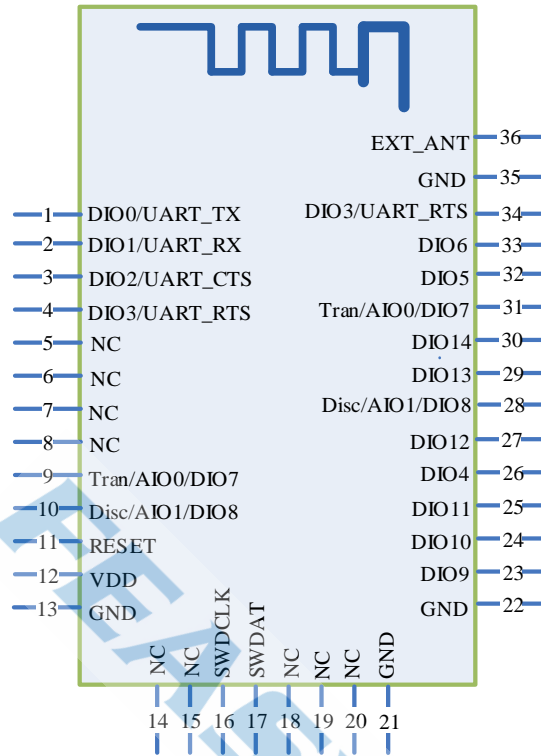 EXT_ANT 36
GND 35
1 DIO0/UART_TX
DIO3/UART_RTS 34
2 DIO1/UART_RX
DIO6 33
3 DIO2/UART_CTS
DIO5 32
4 DIO3/UART_RTS
Tran/AIO0/DIO7 31
5 NC
DIO14 30
6 NC
DIO13 29
7 NC
Disc/AIO1/DIO8 28
8 NC
DIO12 27
9 Tran/AIO0/DIO7
DIO4 26
10 Disc/AIO1/DIO8
DIO11 25
11 RESET
DIO10 24
12 VDD
DIO9 23
13 GND
GND 22
NC
NC
SWDCLK
SWDAT
NC
NC
NC
GND
14 15 16 17 18 19 20 21
FEAS